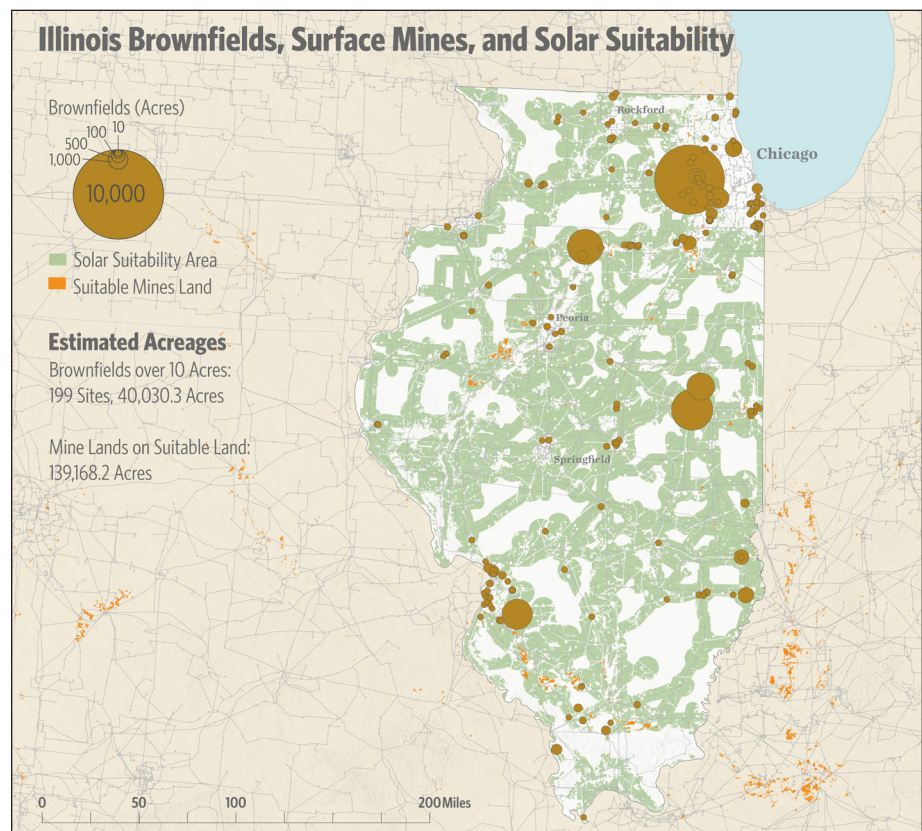 Illinois Brownfields, Surface Mines, and Solar Suitability
Brownfields (Acres)
10
100
500
1,000
10,000
Solar Suitability Area
Suitable Mines Land
Estimated Acreages
Brownfields over 10 Acres:
199 Sites, 40,030.3 Acres
Mine Lands on Suitable Land:
139,168.2 Acres
Rockford
Chicago
Peoria
Springfield
0 50 100 200 Miles